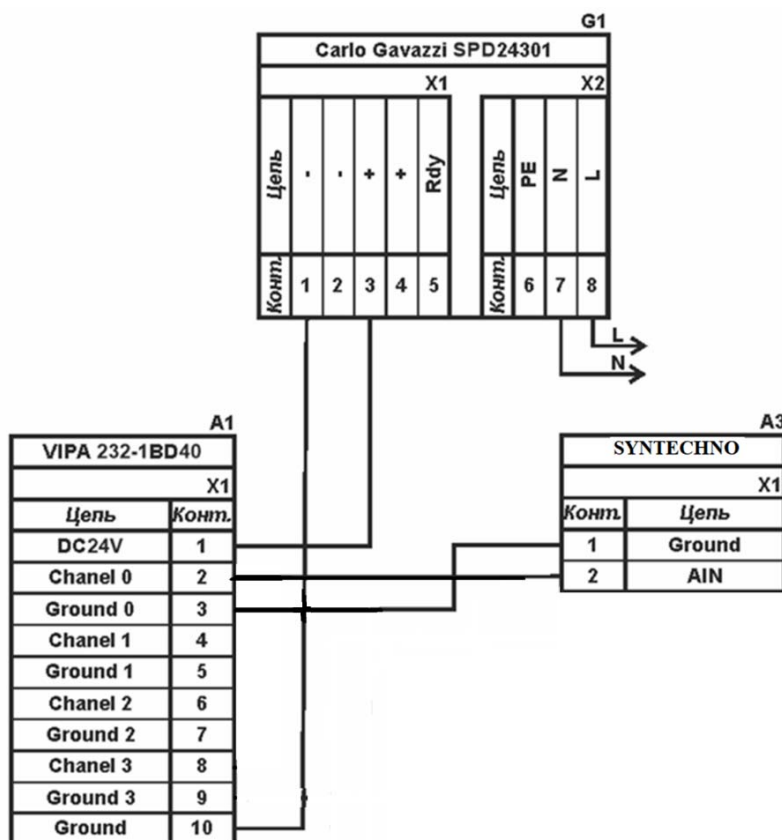 G1
Carlo Gavazzi SPD24301
X1 X2
Цепь - - + + Rdy Цепь PE N L
Конт. 1 2 3 4 5 Конт. 6 7 8
L
N
A1
VIPA 232-1BD40
X1
Цепь Конт.
DC24V 1
Chanel 0 2
Ground 0 3
Chanel 1 4
Ground 1 5
Chanel 2 6
Ground 2 7
Chanel 3 8
Ground 3 9
Ground 10
A3
SYNTECHNO
X1
Конт. Цепь
1 Ground
2 AIN